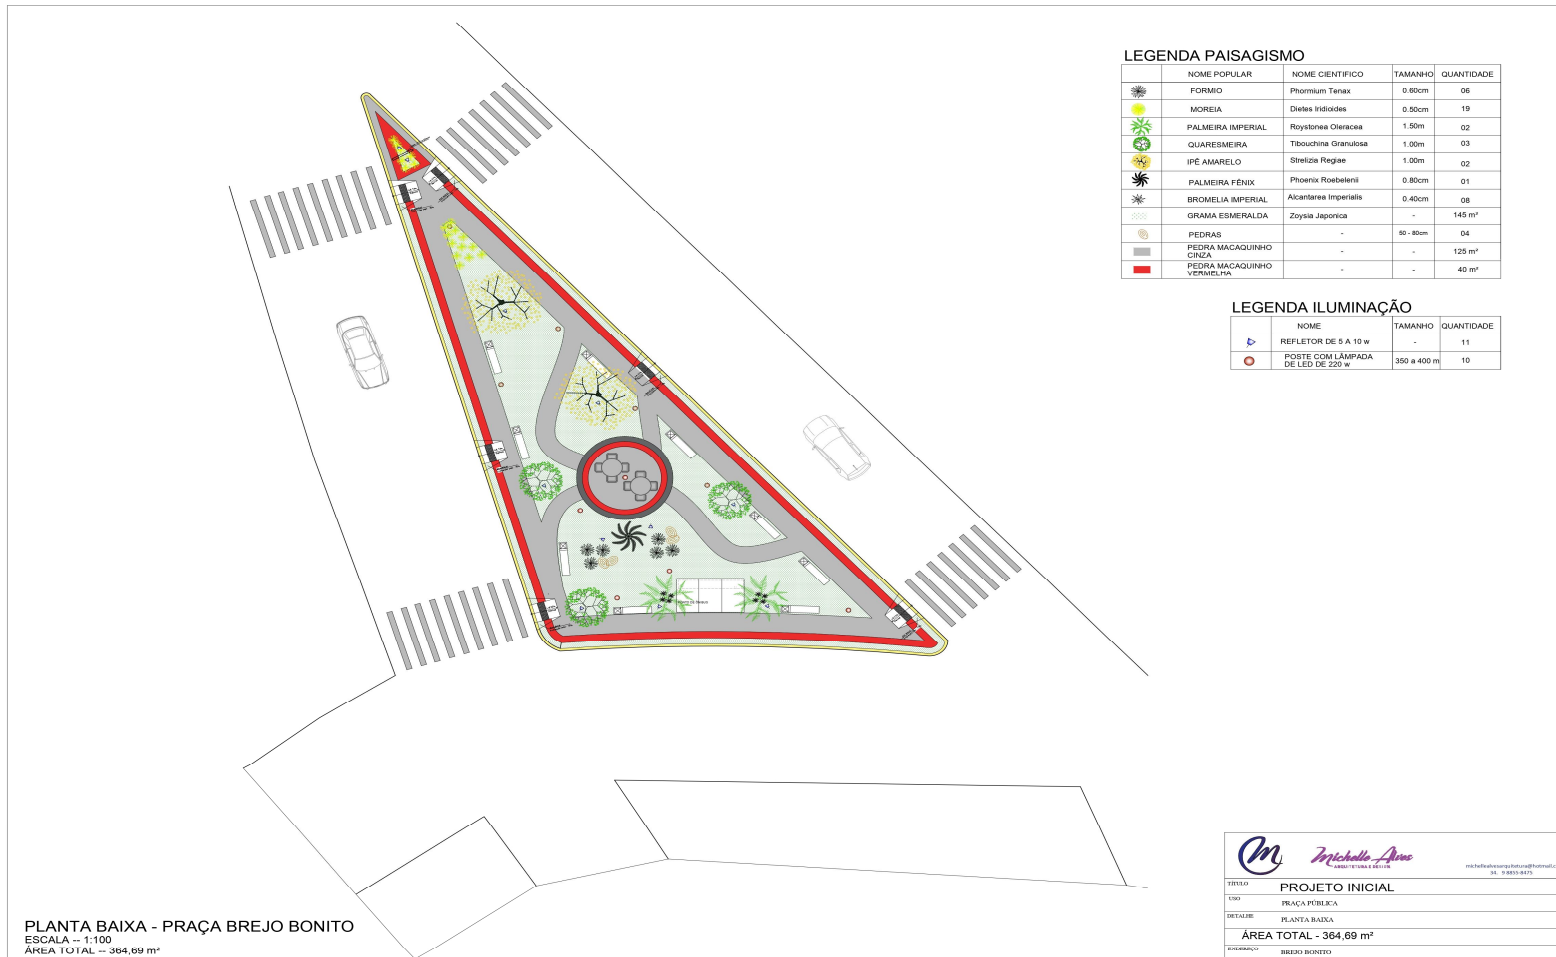 LEGENDA PAISAGISMO
NOME POPULAR NOME CIENTIFICO TAMANHO QUANTIDADE
FORMIO Phormium Tenax 0.60cm 06
MOREIA Dietes Iridioides 0.50cm 19
PALMEIRA IMPERIAL Roystonea Oleracea 1.50m 02
QUARESMEIRA Tibouchina Granulosa 1.00m 03
IPÊ AMARELO Strelizia Regiae 1.00m 02
PALMEIRA FÊNIX Phoenix Roebelenii 0.80cm 01
BROMELIA IMPERIAL Alcantarea Imperialis 0.40cm 08
GRAMA ESMERALDA Zoysia Japonica - 145 m²
PEDRAS - 50 - 80cm 04
PEDRA MACAQUINHO CINZA - - 125 m²
PEDRA MACAQUINHO VERMELHA - - 40 m²
LEGENDA ILUMINAÇÃO
NOME TAMANHO QUANTIDADE
REFLETOR DE 5 A 10 w - 11
POSTE COM LÂMPADA DE LED DE 220 w 350 a 400 m 10
PLANTA BAIXA - PRAÇA BREJO BONITO
ESCALA -- 1:100
ÁREA TOTAL -- 364,69 m²
M
Michelle Alves
ARQUITETURA E DESIGN
michellealvesarquitetura@hotmail.c
34. 9 8855-8475
TÍTULO PROJETO INICIAL
USO PRAÇA PÚBLICA
DETALHE PLANTA BAIXA
ÁREA TOTAL - 364,69 m²
ENDEREÇO BREJO BONITO